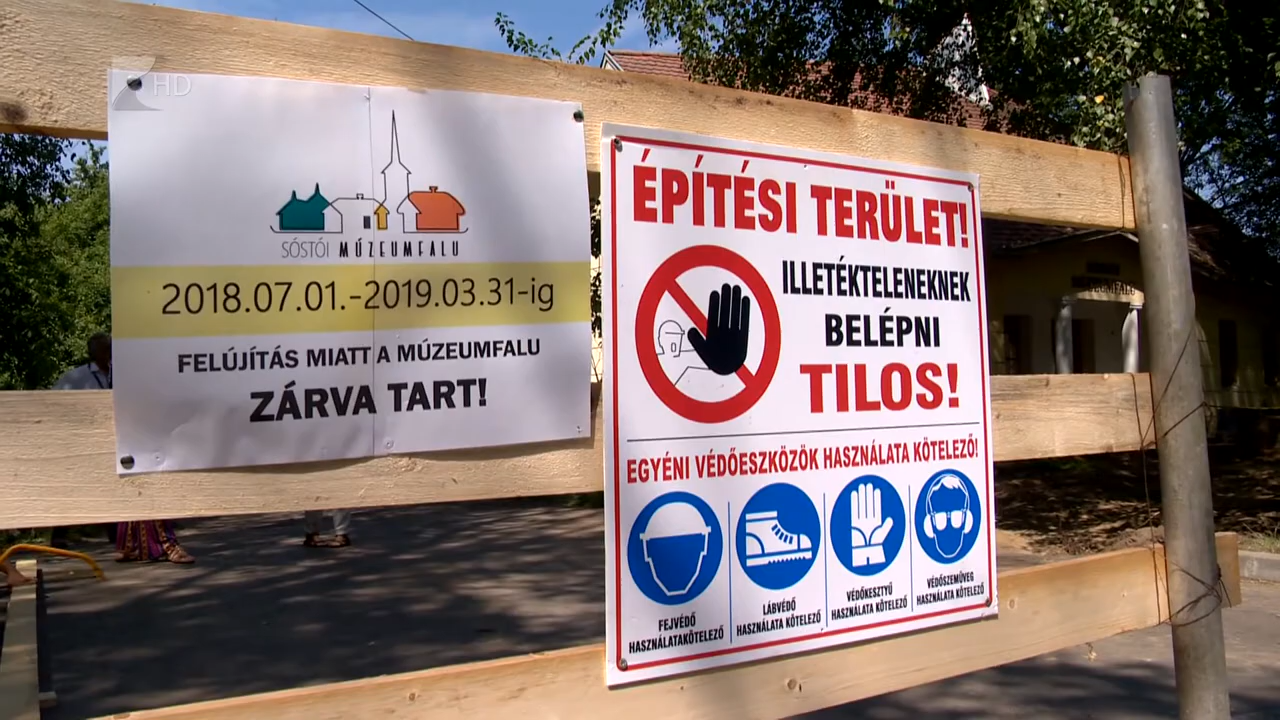 HD
SÓSTÓI MÚZEUMFALU
2018.07.01.-2019.03.31-ig
FELÚJÍTÁS MIATT A MÚZEUMFALU
ZÁRVA TART!
ÉPÍTÉSI TERÜLET!
ILLETÉKTELENEKNEK
BELÉPNI
TILOS!
EGYÉNI VÉDŐESZKÖZÖK HASZNÁLATA KÖTELEZŐ!
FEJVÉDŐ
HASZNÁLATAKÖTELEZŐ
LÁBVÉDŐ
HASZNÁLATA KÖTELEZŐ
VÉDŐKESZTYŰ
HASZNÁLATA KÖTELEZŐ
VÉDŐSZEMÜVEG
HASZNÁLATA KÖTELEZŐ